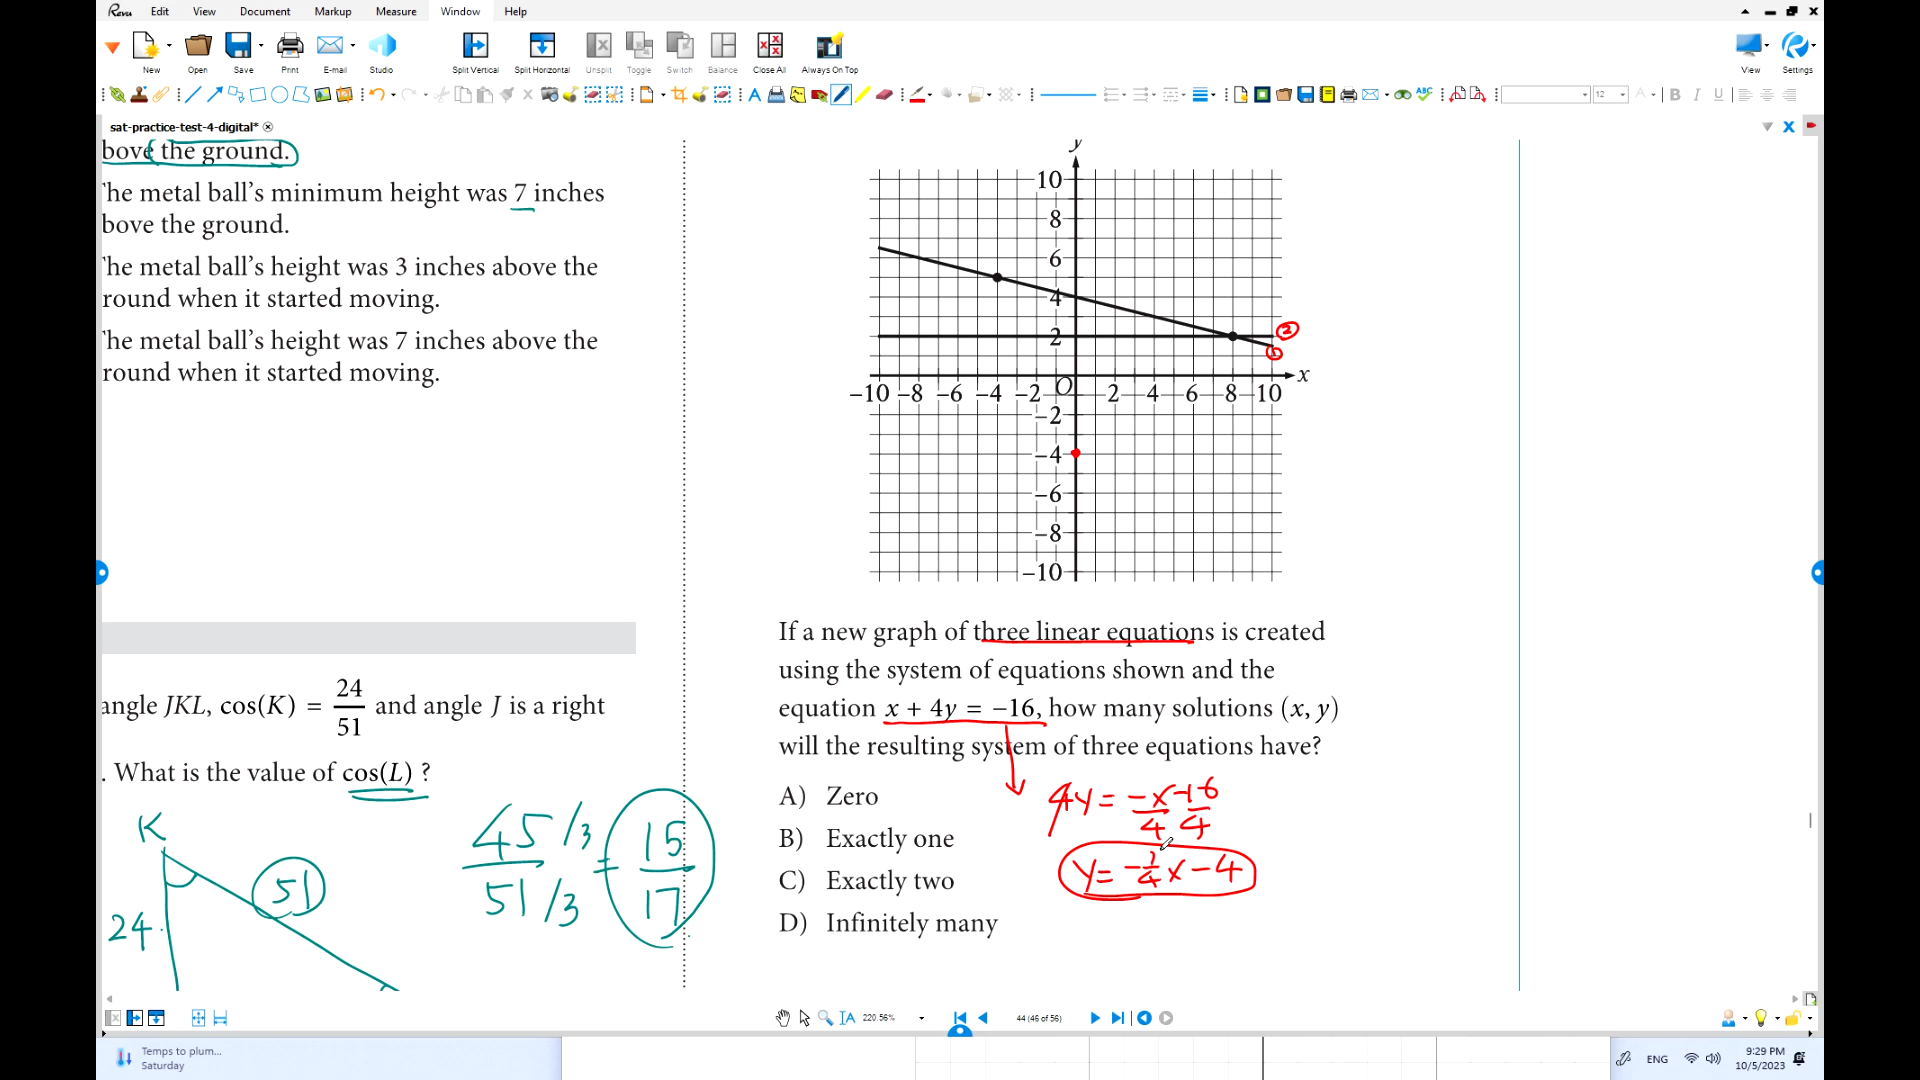 Revu Edit View Document Markup Measure Window Help
New Open Save Print E-mail Studio Split Vertical Split Horizontal Unsplit Toggle Switch Balance Close All Always On Top View Settings
12 B I U
sat-practice-test-4-digital*
bove the ground.
he metal ball's minimum height was 7 inches
bove the ground.
he metal ball's height was 3 inches above the
round when it started moving.
he metal ball's height was 7 inches above the
round when it started moving.
angle JKL, cos(K) = 24/51 and angle J is a right
. What is the value of cos(L) ?
K
51
24
45/3
51/3
= 15/17
y
10
8
6
4
2
② ①
O x
−10 −8 −6 −4 −2 2 4 6 8 10
−2
−4
−6
−8
−10
If a new graph of three linear equations is created
using the system of equations shown and the
equation x + 4y = −16, how many solutions (x, y)
will the resulting system of three equations have?
A) Zero
B) Exactly one
C) Exactly two
D) Infinitely many
4y = −x/4 −16/4
y = −1/4 x − 4
220.56% 44 (46 of 56)
Temps to plum...
Saturday
ENG 9:29 PM
10/5/2023